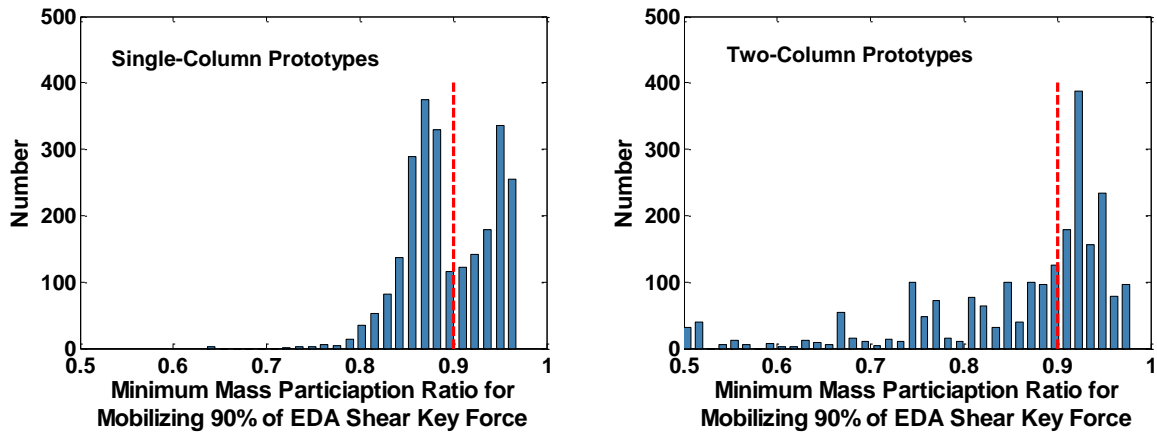 500
400
300
200
100
0
Number
Single-Column Prototypes
0.5 0.6 0.7 0.8 0.9 1
Minimum Mass Particiaption Ratio for
Mobilizing 90% of EDA Shear Key Force
500
400
300
200
100
0
Number
Two-Column Prototypes
0.5 0.6 0.7 0.8 0.9 1
Minimum Mass Particiaption Ratio for
Mobilizing 90% of EDA Shear Key Force